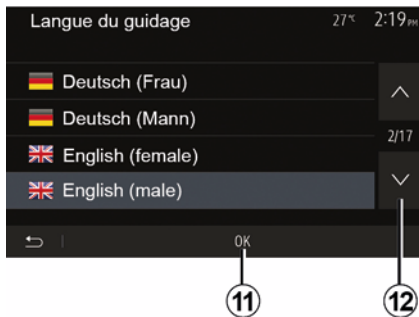 Langue du guidage 27°C 2:19PM
Deutsch (Frau)
Deutsch (Mann)
2/17
English (female)
English (male)
OK
11 12